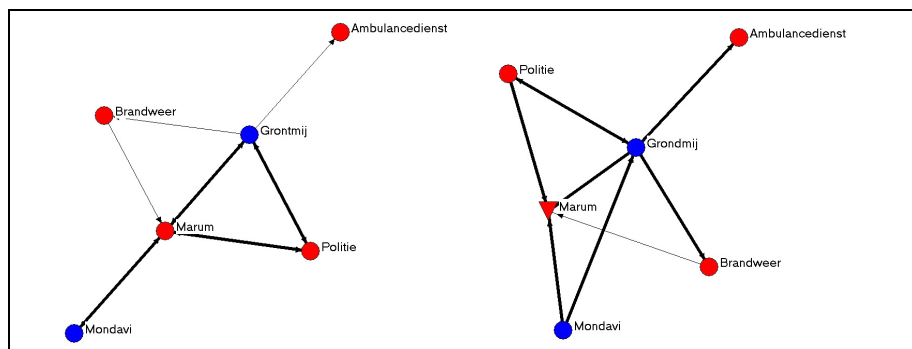 Ambulancedienst
Brandweer
Grontmij
Marum
Politie
Mondavi
Ambulancedienst
Politie
Grondmij
Marum
Brandweer
Mondavi